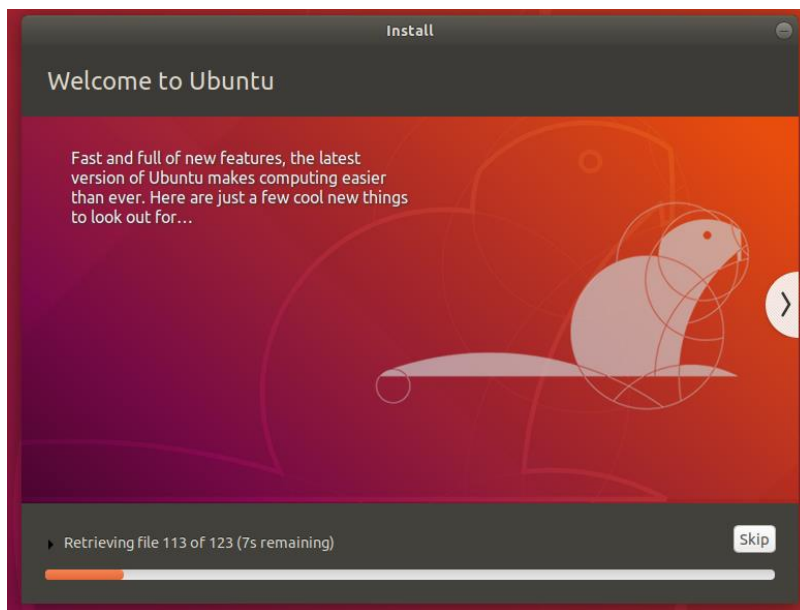 Install
Welcome to Ubuntu
Fast and full of new features, the latest
version of Ubuntu makes computing easier
than ever. Here are just a few cool new things
to look out for…
Retrieving file 113 of 123 (7s remaining)
Skip